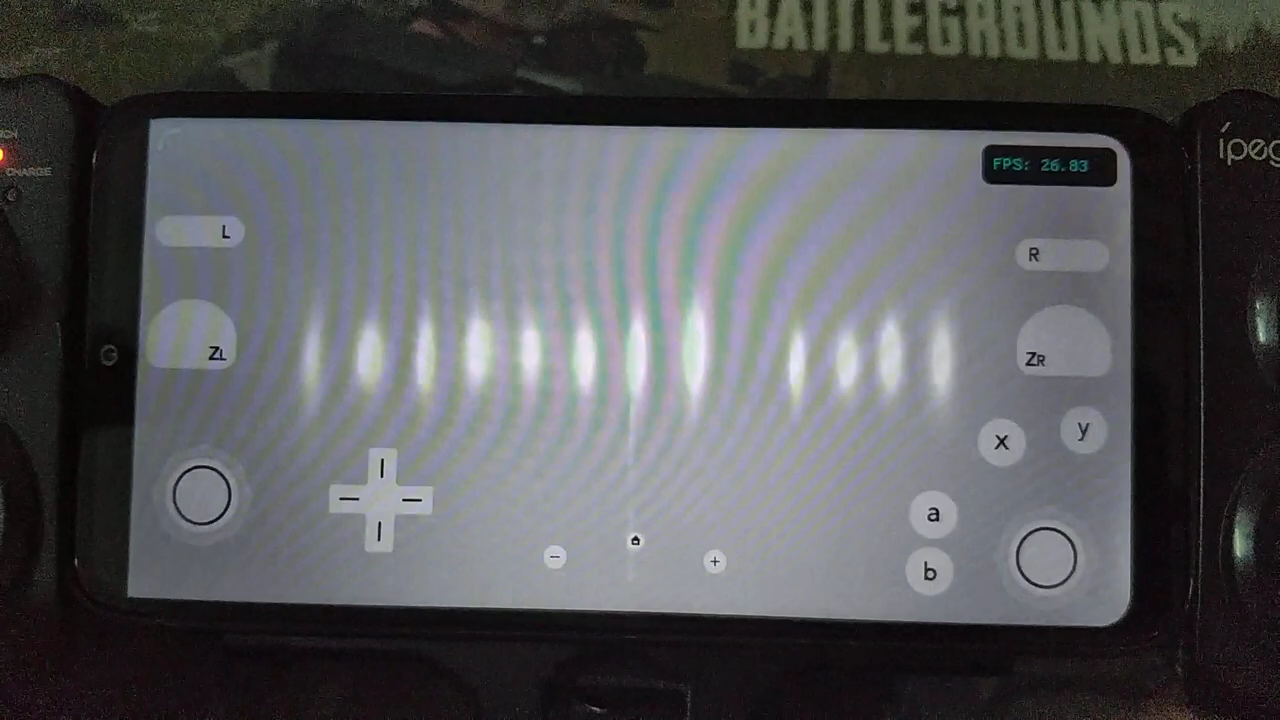 BATTLEGROUNDS
CHARGE
ipeg
FPS: 26.83
L
R
ZL
ZR
x
y
a
b